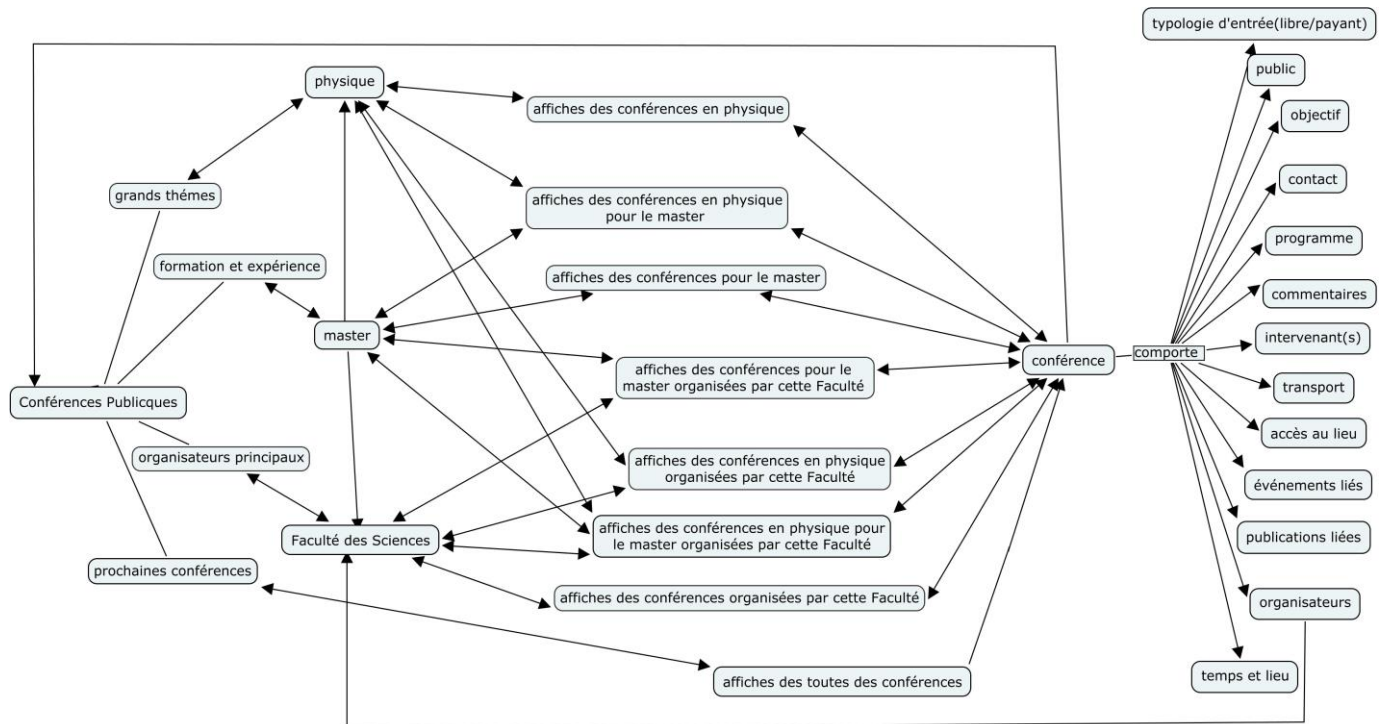 typologie d'entrée(libre/payant)
public
physique
affiches des conférences en physique
objectif
contact
grands thémes
affiches des conférences en physique
pour le master
programme
formation et expérience
affiches des conférences pour le master
commentaires
master
intervenant(s)
comporte
conférence
affiches des conférences pour le
master organisées par cette Faculté
transport
Conférences Publicques
accès au lieu
organisateurs principaux
affiches des conférences en physique
organisées par cette Faculté
événements liés
Faculté des Sciences
affiches des conférences en physique pour
le master organisées par cette Faculté
publications liées
prochaines conférences
affiches des conférences organisées par cette Faculté
organisateurs
affiches des toutes des conférences
temps et lieu